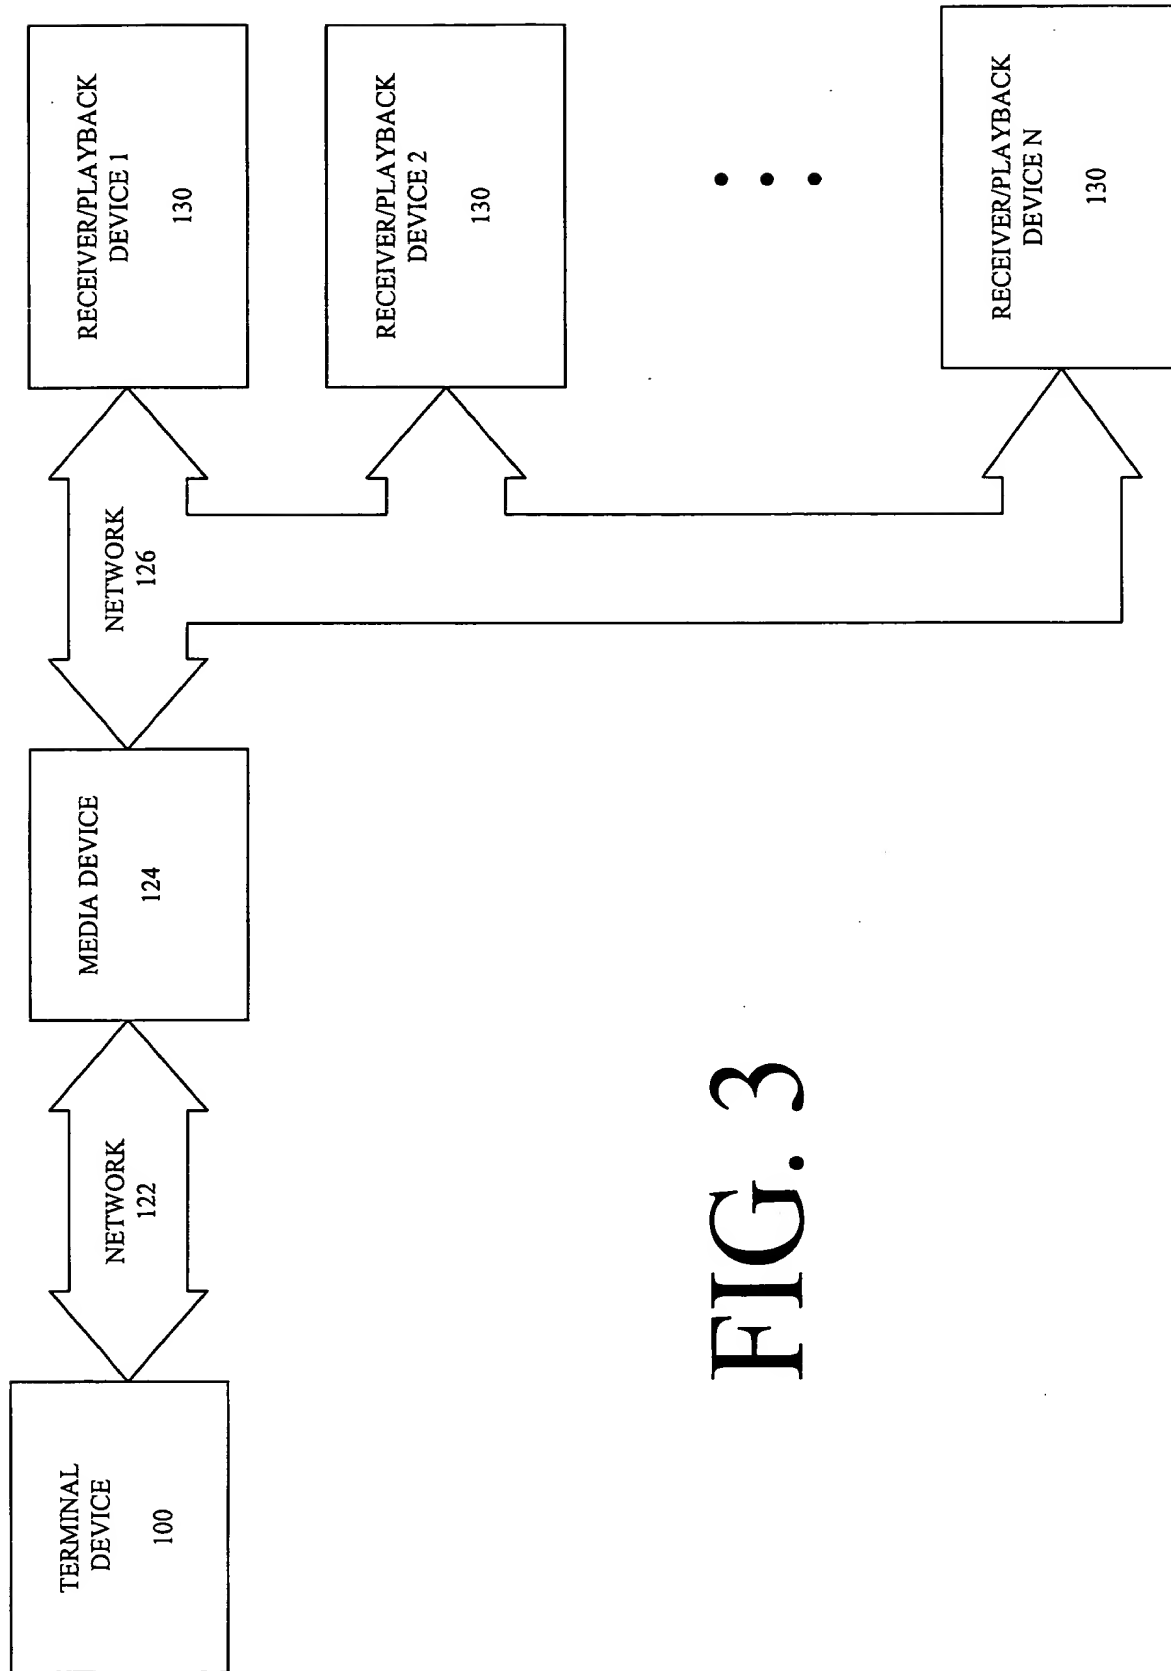 TERMINAL
DEVICE
100
NETWORK
122
MEDIA DEVICE
124
NETWORK
126
RECEIVER/PLAYBACK
DEVICE 1
130
RECEIVER/PLAYBACK
DEVICE 2
130
RECEIVER/PLAYBACK
DEVICE N
130
FIG. 3